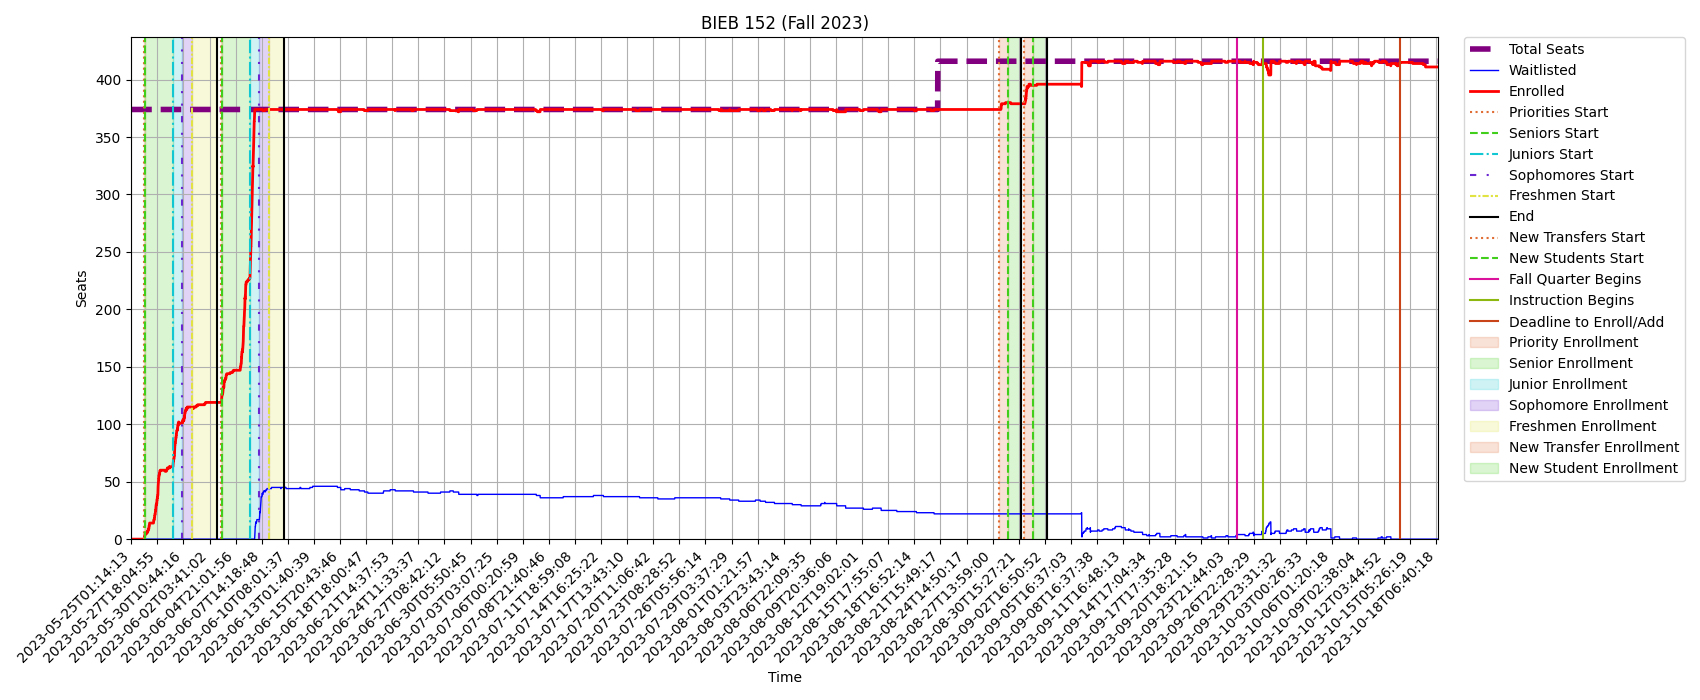 BIEB 152 (Fall 2023)
Seats
400
350
300
250
200
150
100
50
0
2023-05-25T01:14:13
2023-05-27T18:04:55
2023-05-30T10:44:16
2023-06-02T03:41:02
2023-06-04T21:01:56
2023-06-07T14:18:48
2023-06-10T08:01:37
2023-06-13T01:40:39
2023-06-15T20:43:46
2023-06-18T18:00:47
2023-06-21T14:37:53
2023-06-24T11:33:37
2023-06-27T08:42:12
2023-06-30T05:50:45
2023-07-03T03:07:25
2023-07-06T00:20:59
2023-07-08T21:40:46
2023-07-11T18:59:08
2023-07-14T16:25:22
2023-07-17T13:43:10
2023-07-20T11:06:42
2023-07-23T08:28:52
2023-07-26T05:56:14
2023-07-29T03:37:29
2023-08-01T01:21:57
2023-08-03T23:43:14
2023-08-06T22:09:35
2023-08-09T20:36:06
2023-08-12T19:02:01
2023-08-15T17:55:07
2023-08-18T16:52:14
2023-08-21T15:49:17
2023-08-24T14:50:17
2023-08-27T13:59:00
2023-08-30T15:27:21
2023-09-02T16:50:52
2023-09-05T16:37:03
2023-09-08T16:37:38
2023-09-11T16:48:13
2023-09-14T17:04:34
2023-09-17T17:35:28
2023-09-20T18:21:15
2023-09-23T21:44:03
2023-09-26T22:28:29
2023-09-29T23:31:32
2023-10-03T00:26:33
2023-10-06T01:20:18
2023-10-09T02:38:04
2023-10-12T03:44:52
2023-10-15T05:26:19
2023-10-18T06:40:18
Time
Total Seats
Waitlisted
Enrolled
Priorities Start
Seniors Start
Juniors Start
Sophomores Start
Freshmen Start
End
New Transfers Start
New Students Start
Fall Quarter Begins
Instruction Begins
Deadline to Enroll/Add
Priority Enrollment
Senior Enrollment
Junior Enrollment
Sophomore Enrollment
Freshmen Enrollment
New Transfer Enrollment
New Student Enrollment